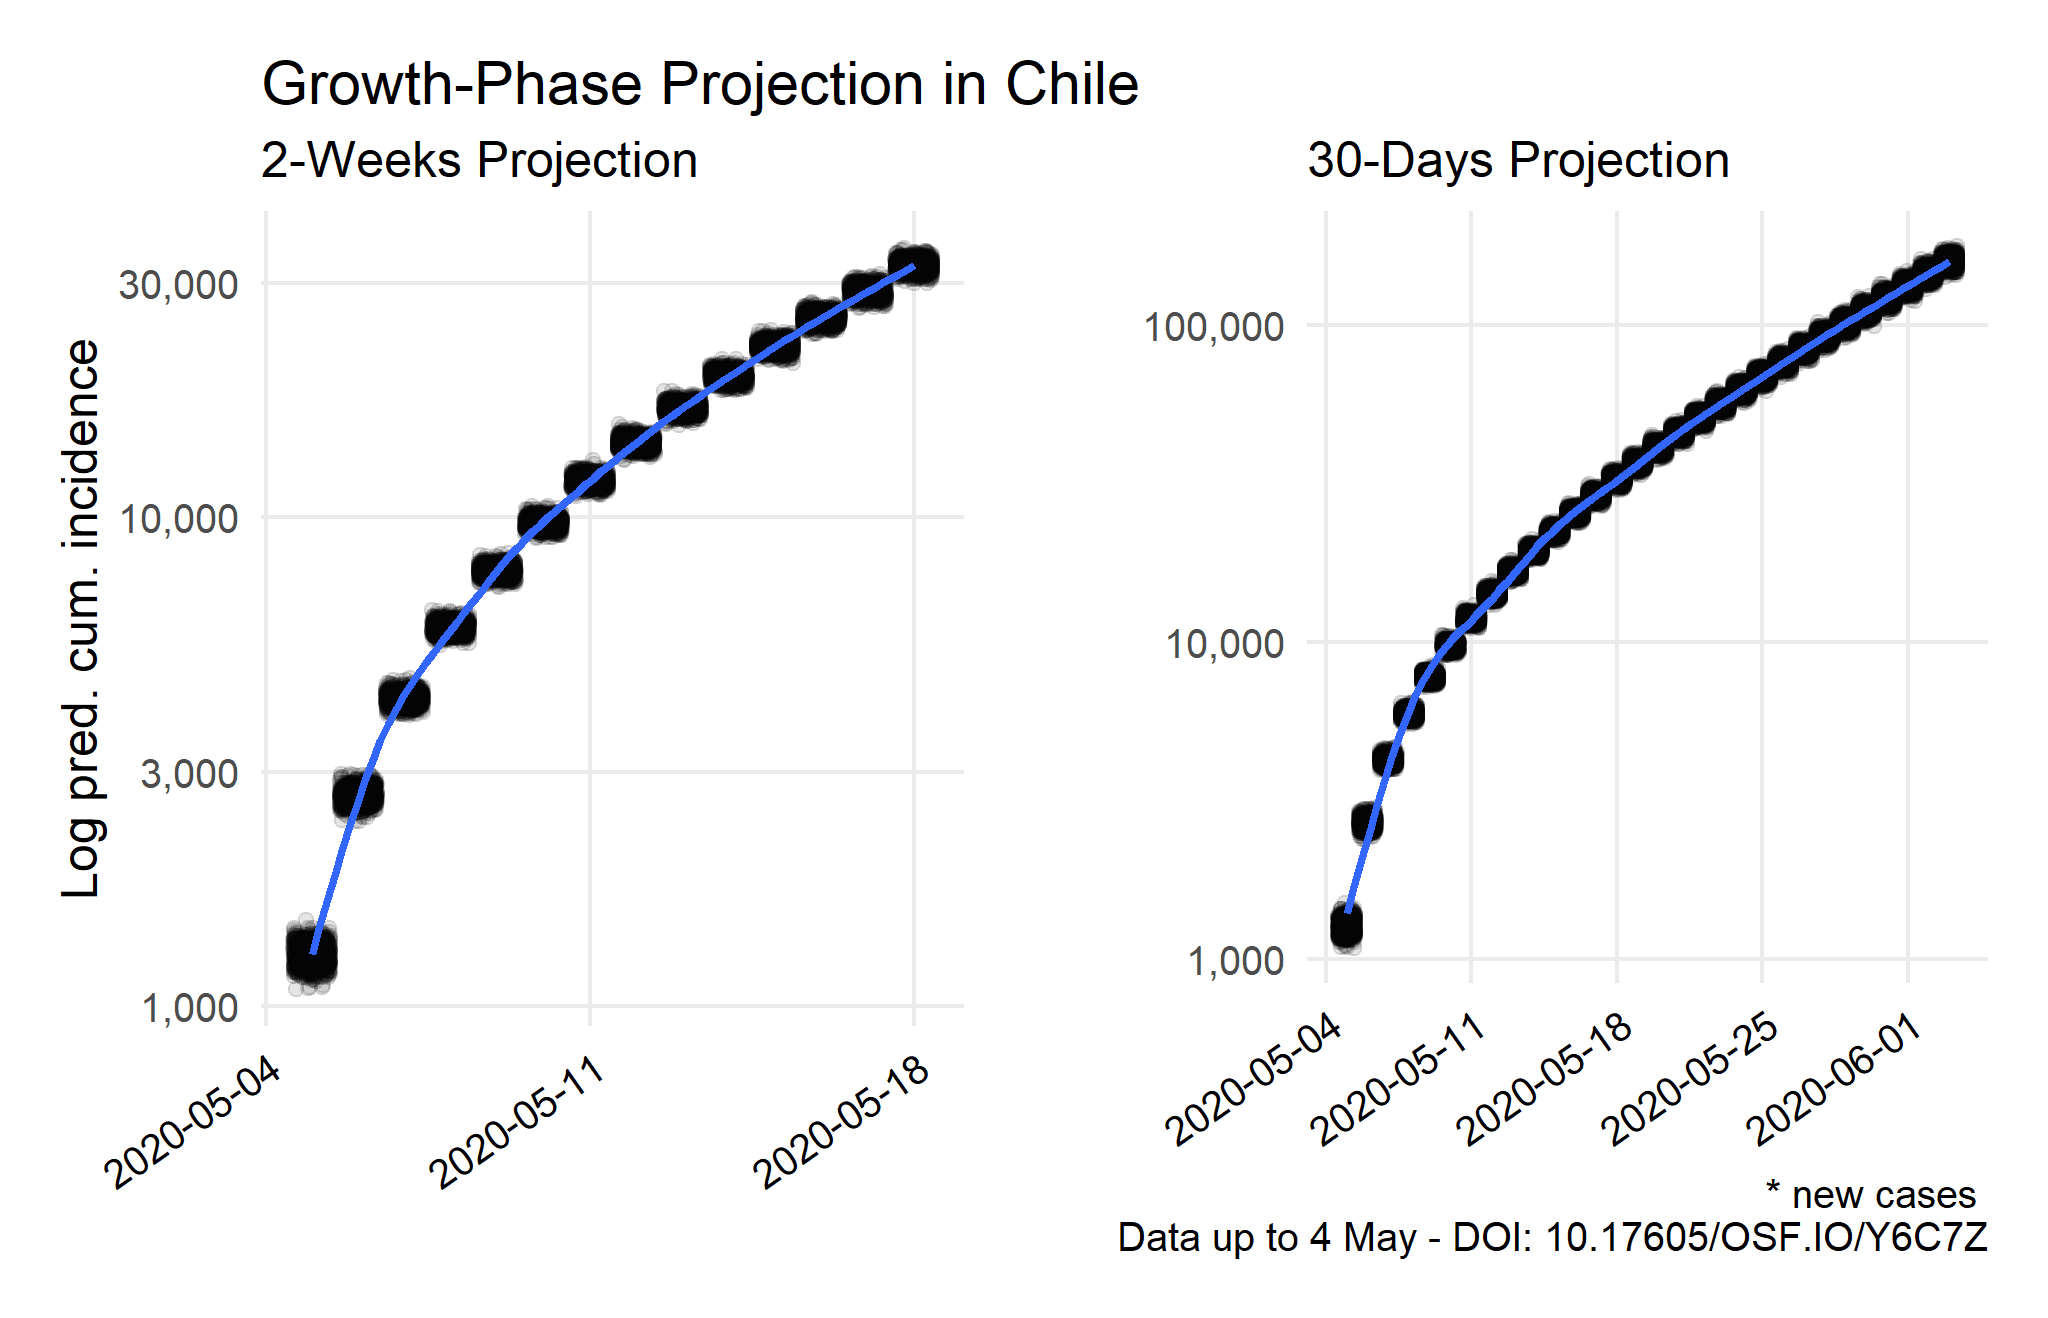 Growth-Phase Projection in Chile
2-Weeks Projection
Log pred. cum. incidence
30,000
10,000
3,000
1,000
2020-05-04
2020-05-11
2020-05-18
30-Days Projection
100,000
10,000
1,000
2020-05-04
2020-05-11
2020-05-18
2020-05-25
2020-06-01
* new cases
Data up to 4 May - DOI: 10.17605/OSF.IO/Y6C7Z